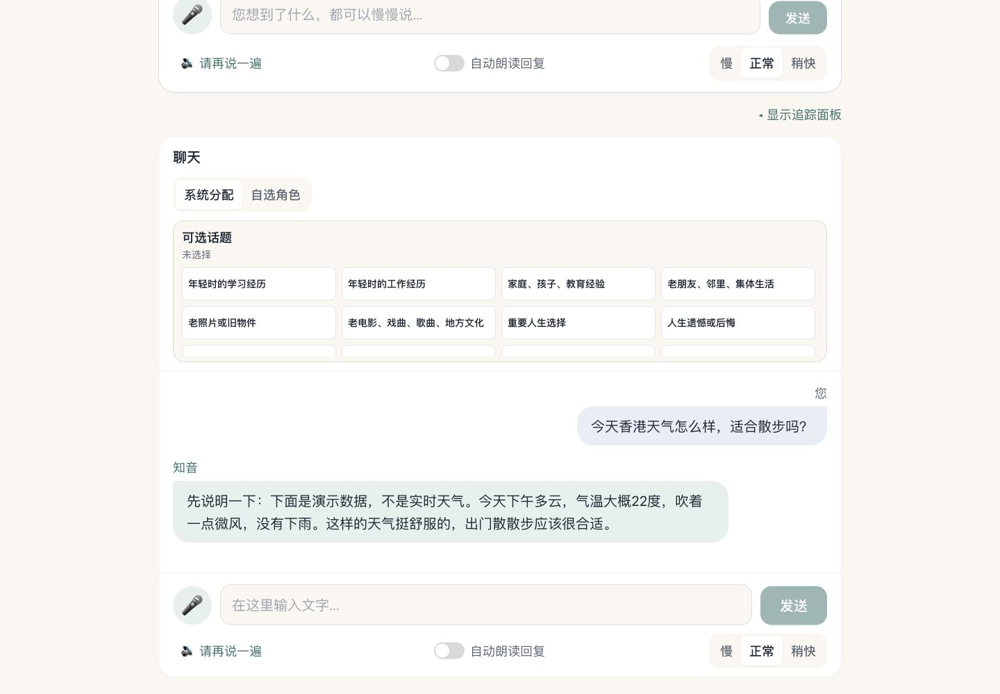 您想到了什么，都可以慢慢说...
发送
请再说一遍
自动朗读回复
慢 正常 稍快
显示追踪面板
聊天
系统分配 自选角色
可选话题
未选择
年轻时的学习经历 年轻时的工作经历 家庭、孩子、教育经验 老朋友、邻里、集体生活
老照片或旧物件 老电影、戏曲、歌曲、地方文化 重要人生选择 人生遗憾或后悔
您
今天香港天气怎么样，适合散步吗？
知音
先说明一下：下面是演示数据，不是实时天气。今天下午多云，气温大概22度，吹着
一点微风，没有下雨。这样的天气挺舒服的，出门散散步应该很合适。
在这里输入文字...
发送
请再说一遍
自动朗读回复
慢 正常 稍快